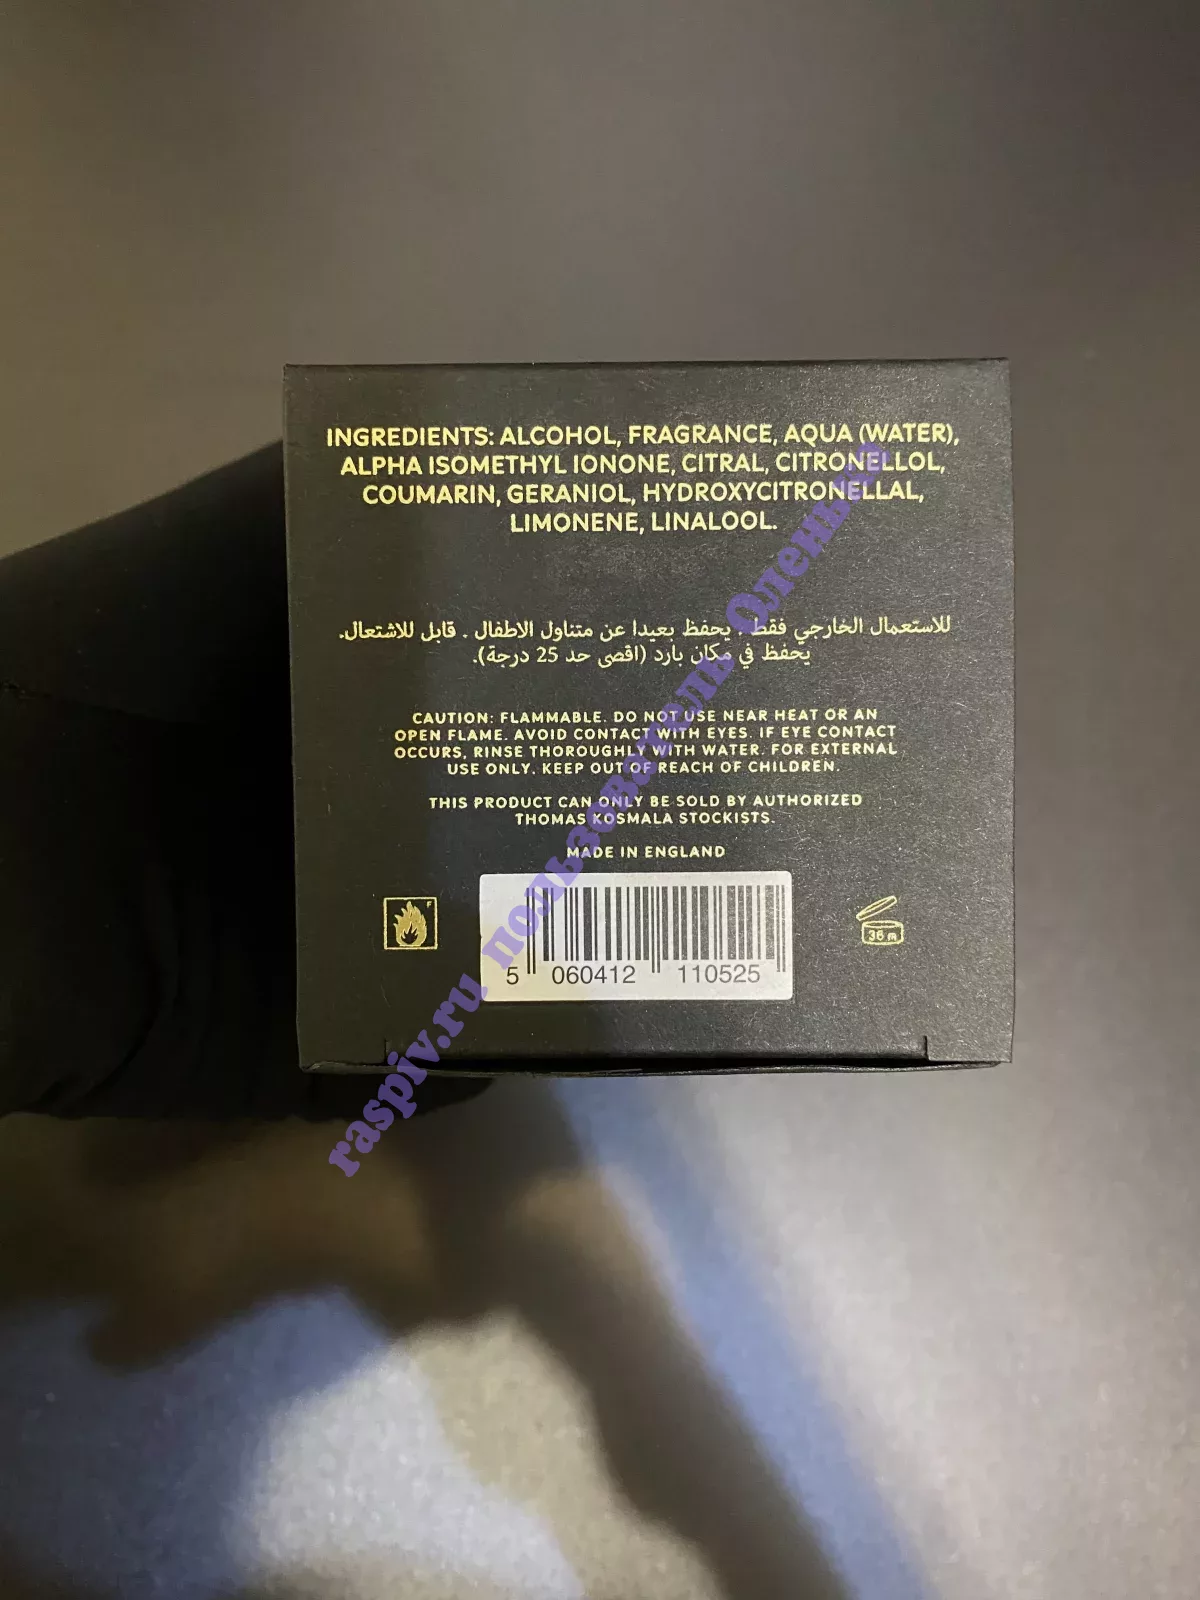 INGREDIENTS: ALCOHOL, FRAGRANCE, AQUA (WATER),
ALPHA ISOMETHYL IONONE, CITRAL, CITRONELLOL,
COUMARIN, GERANIOL, HYDROXYCITRONELLAL,
LIMONENE, LINALOOL.
للاستعمال الخارجي فقط . يحفظ بعيدا عن متناول الاطفال . قابل للاشتعال.
يحفظ في مكان بارد (اقصى حد 25 درجة).
CAUTION: FLAMMABLE. DO NOT USE NEAR HEAT OR AN
OPEN FLAME. AVOID CONTACT WITH EYES. IF EYE CONTACT
OCCURS, RINSE THOROUGHLY WITH WATER. FOR EXTERNAL
USE ONLY. KEEP OUT OF REACH OF CHILDREN.
THIS PRODUCT CAN ONLY BE SOLD BY AUTHORIZED
THOMAS KOSMALA STOCKISTS.
MADE IN ENGLAND
F
36 m
5 060412 110525
raspiv.ru пользователь Оленька